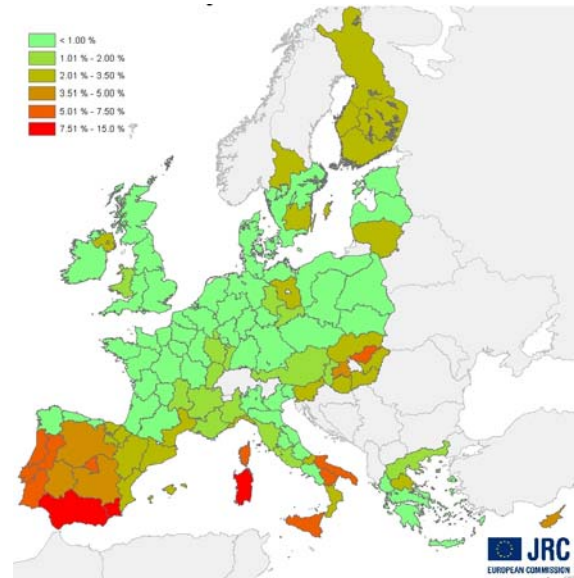 < 1.00 %
1.01 % - 2.00 %
2.01 % - 3.50 %
3.51 % - 5.00 %
5.01 % - 7.50 %
7.51 % - 15.0 %
JRC
EUROPEAN COMMISSION